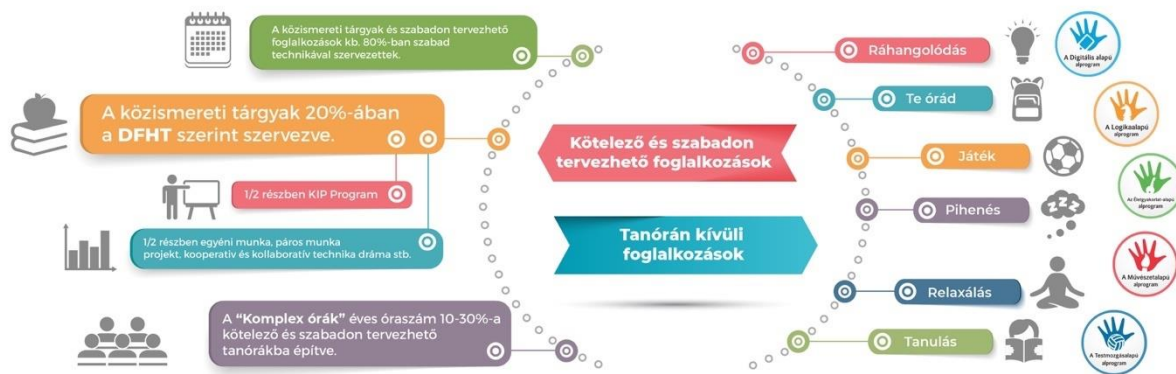 A közismereti tárgyak és szabadon tervezhető
foglalkozások kb. 80%-ban szabad
technikával szervezettek.
A közismereti tárgyak 20%-ában
a DFHT szerint szervezve.
1/2 részben KIP Program
1/2 részben egyéni munka, páros munka
projekt, kooperativ és kollaboratív technika dráma stb.
A “Komplex órák” éves óraszám 10-30%-a
kötelező és szabadon tervezhető
tanórákba építve.
Kötelező és szabadon
tervezhető foglalkozások
Tanórán kívüli
foglalkozások
Ráhangolódás
Te órád
Játék
Pihenés
ZZZ
Relaxálás
Tanulás
A Digitális alapú
alprogram
A Logikaalapú
alprogram
Az Életgyakorlat-alapú
alprogram
A Művészetalapú
alprogram
A Testmozgásalapú
alprogram